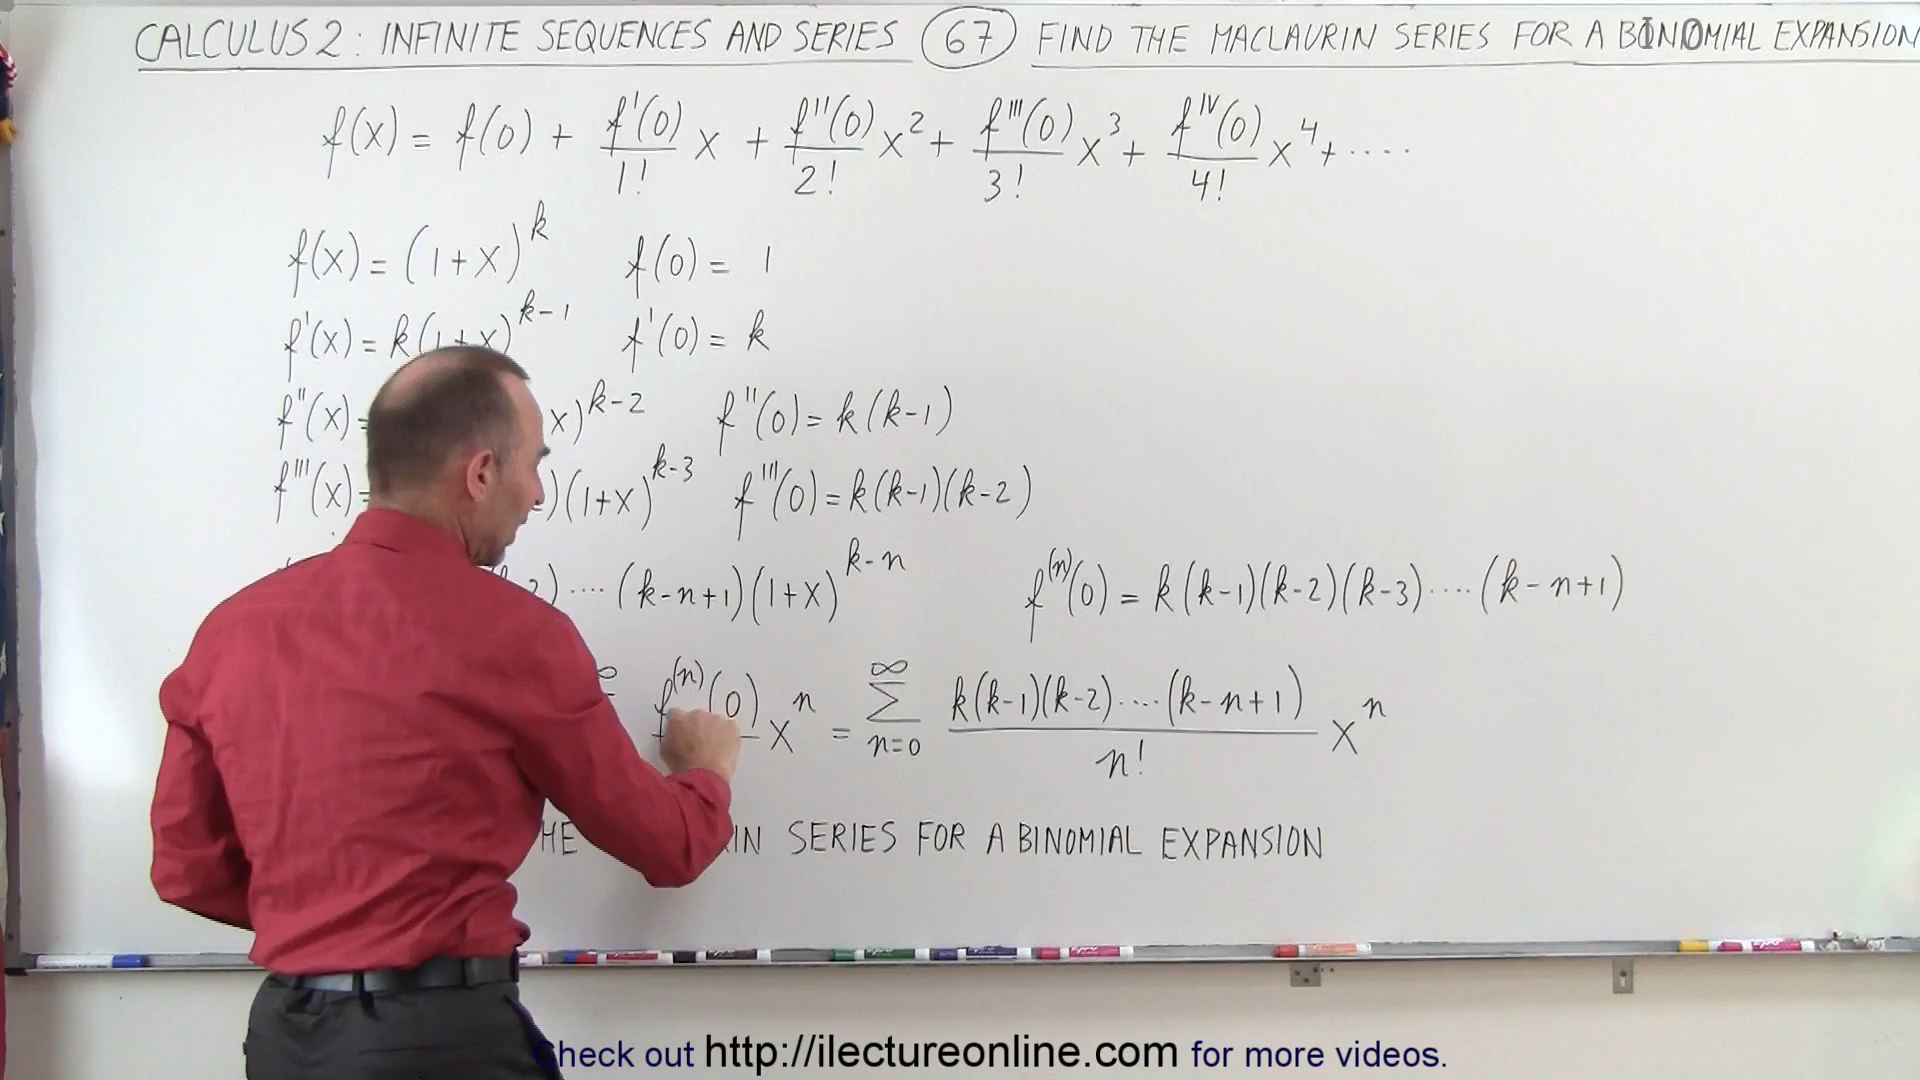 CALCULUS 2: INFINITE SEQUENCES AND SERIES (67) FIND THE MACLAURIN SERIES FOR A BINOMIAL EXPANSION
f(x) = f(0) + f'(0)/1! x + f''(0)/2! x² + f'''(0)/3! x³ + f^IV(0)/4! x⁴ + ....
f(x) = (1+x)^k f(0) = 1
f'(x) = k(1+x)^(k-1) f'(0) = k
f''(x) = x)^(k-2) f''(0) = k(k-1)
f'''(x) = )(1+x)^(k-3) f'''(0) = k(k-1)(k-2)
2) .... (k-n+1)(1+x)^(k-n) f^(n)(0) = k(k-1)(k-2)(k-3) .... (k-n+1)
f^(n)(0) x^n = ∞ Σ n=0 k(k-1)(k-2) .... (k-n+1) / n! x^n
HE IN SERIES FOR A BINOMIAL EXPANSION
Check out http://ilectureonline.com for more videos.